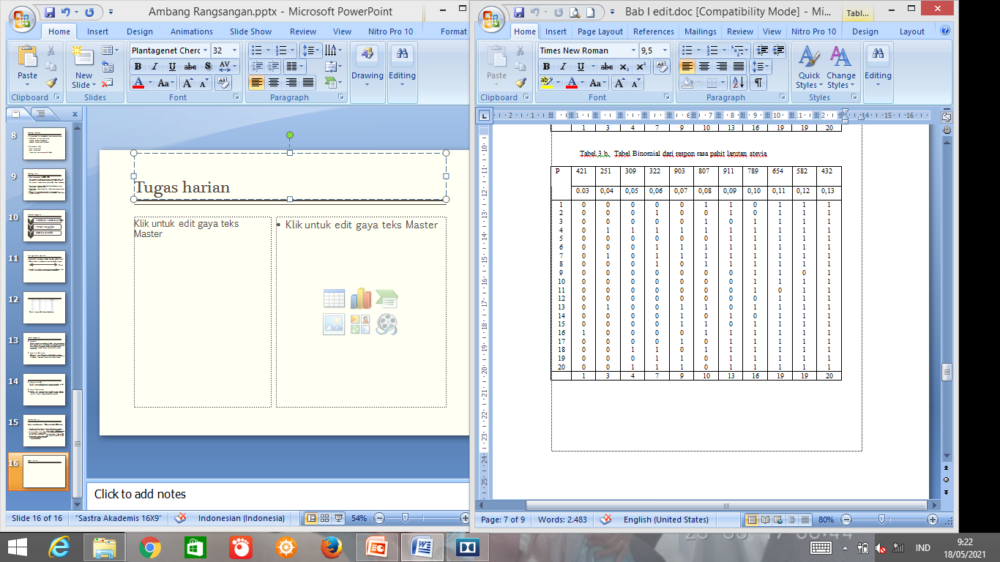 Ambang Rangsangan.pptx - Microsoft PowerPoint
Home Insert Design Animations Slide Show Review View Nitro Pro 10 Format
Plantagenet Cherc 32
Paste
New Slide
Drawing
Editing
Clipboard Slides Font Paragraph
8
9
10
11
12
13
14
15
16
Tugas harian
Klik untuk edit gaya teks
Master
Klik untuk edit gaya teks Master
Click to add notes
Slide 16 of 16 "Sastra Akademis 16X9" Indonesian (Indonesia) 54%
Bab I edit.doc [Compatibility Mode] - Mi... Tabl...
Home Insert Page Layout References Mailings Review View Nitro Pro 10 Design Layout
Times New Roman 9,5
Paste
Quick Styles
Change Styles
Editing
Clipboard Font Paragraph Styles
1 3 4 7 9 10 13 16 19 19 20
Tabel 3.b. Tabel Binomial dari respon rasa pahit larutan stevia
P 421 251 309 322 903 807 911 789 654 582 432
0.03 0,04 0,05 0,06 0,07 0,08 0,09 0,10 0,11 0,12 0,13
1 0 0 0 0 0 1 1 0 1 1 1
2 0 0 0 1 0 0 0 1 1 1 1
3 0 0 0 0 0 1 0 1 1 1 1
4 0 1 1 1 1 1 1 1 1 1 1
5 0 0 0 0 0 0 1 1 1 1 1
6 0 0 0 1 1 1 1 1 1 1 1
7 0 1 0 1 1 1 1 1 1 1 1
8 0 0 0 1 0 0 1 1 1 1 1
9 0 0 0 0 0 0 0 1 1 0 1
10 0 0 0 0 0 0 0 1 1 1 1
11 0 0 0 0 0 0 0 1 0 1 1
12 0 0 0 0 0 0 0 0 1 1 1
13 0 1 0 0 1 1 1 0 1 1 1
14 0 0 0 0 1 0 1 0 1 1 1
15 0 0 0 0 1 1 1 1 1 1 1
16 1 0 0 0 0 1 1 1 1 1 1
17 0 0 0 0 1 0 1 1 1 1 1
18 0 0 1 1 0 1 1 1 1 1 1
19 0 0 0 1 1 0 1 1 1 1 1
20 0 0 1 1 1 0 1 1 1 1 1
1 3 4 7 9 10 13 16 19 19 20
Page: 7 of 9 Words: 2.483 English (United States) 80%
IND
9:22
18/05/2021